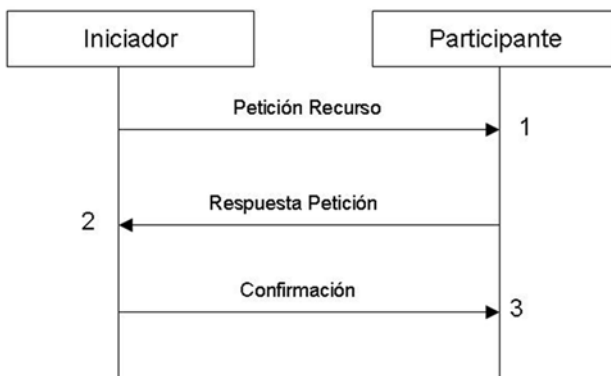 Iniciador
Participante
Petición Recurso
1
Respuesta Petición
2
Confirmación
3